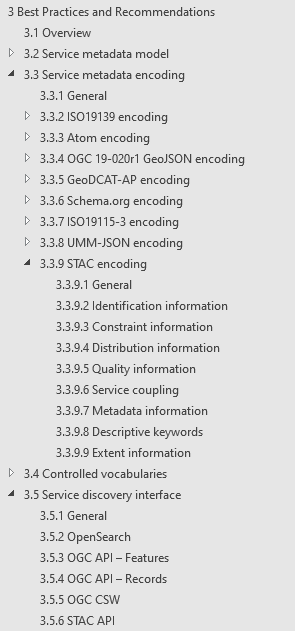 3 Best Practices and Recommendations
3.1 Overview
3.2 Service metadata model
3.3 Service metadata encoding
3.3.1 General
3.3.2 ISO19139 encoding
3.3.3 Atom encoding
3.3.4 OGC 19-020r1 GeoJSON encoding
3.3.5 GeoDCAT-AP encoding
3.3.6 Schema.org encoding
3.3.7 ISO19115-3 encoding
3.3.8 UMM-JSON encoding
3.3.9 STAC encoding
3.3.9.1 General
3.3.9.2 Identification information
3.3.9.3 Constraint information
3.3.9.4 Distribution information
3.3.9.5 Quality information
3.3.9.6 Service coupling
3.3.9.7 Metadata information
3.3.9.8 Descriptive keywords
3.3.9.9 Extent information
3.4 Controlled vocabularies
3.5 Service discovery interface
3.5.1 General
3.5.2 OpenSearch
3.5.3 OGC API – Features
3.5.4 OGC API – Records
3.5.5 OGC CSW
3.5.6 STAC API